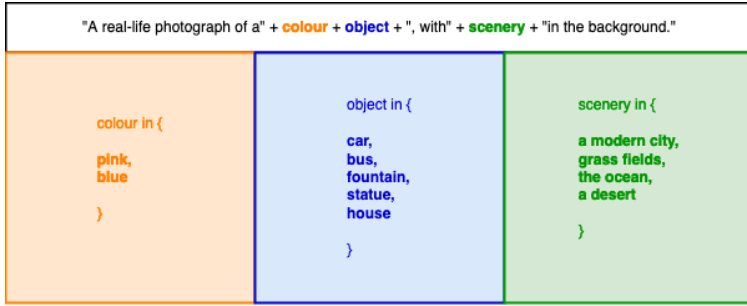 "A real-life photograph of a" + colour + object + ", with" + scenery + "in the background."
colour in {
pink,
blue
}
object in {
car,
bus,
fountain,
statue,
house
}
scenery in {
a modern city,
grass fields,
the ocean,
a desert
}